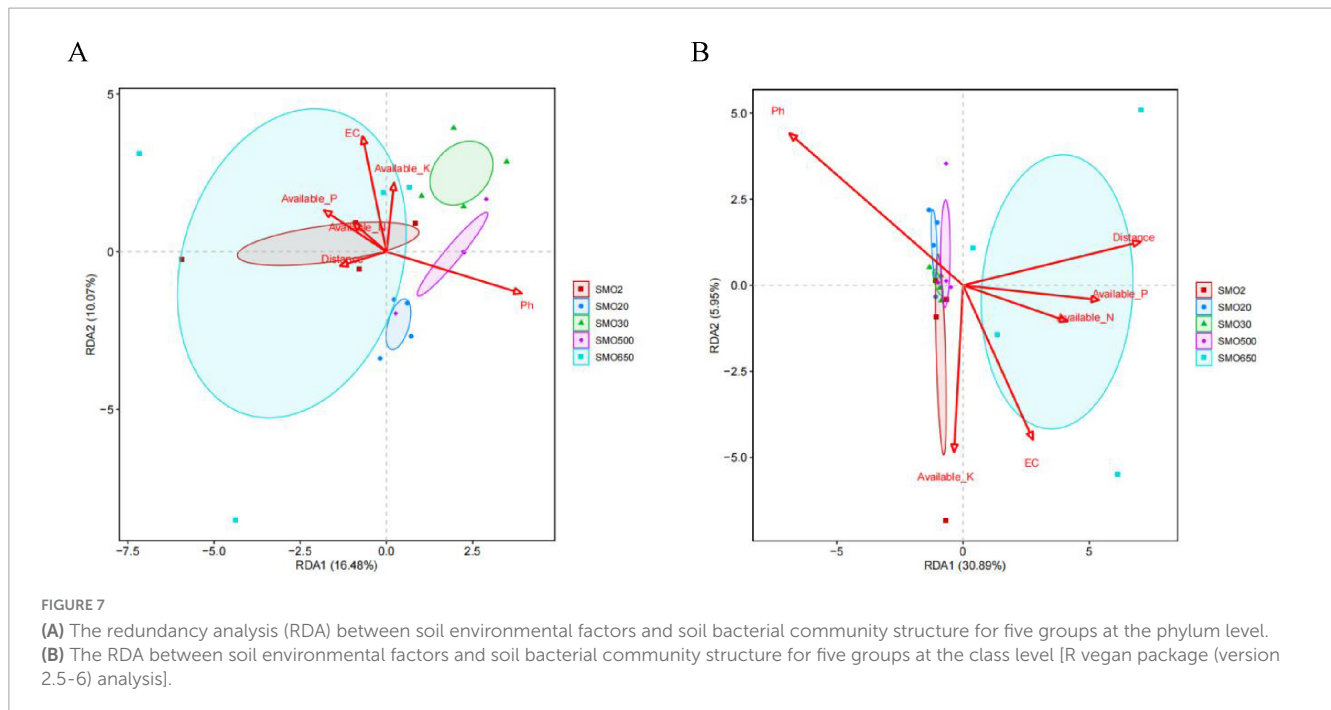 A
5
0
−5
−7.5
−5.0
−2.5
0.0
2.5
RDA1 (16.48%)
RDA2 (10.07%)
EC
Available_K
Available_P
Available_N
Distance
Ph
SMO2
SMO20
SMO30
SMO500
SMO650
B
5.0
2.5
0.0
−2.5
−5.0
−5
0
5
RDA1 (30.89%)
RDA2 (5.95%)
Ph
Distance
Available_P
Available_N
EC
Available_K
SMO2
SMO20
SMO30
SMO500
SMO650
FIGURE 7
(A) The redundancy analysis (RDA) between soil environmental factors and soil bacterial community structure for five groups at the phylum level.
(B) The RDA between soil environmental factors and soil bacterial community structure for five groups at the class level [R vegan package (version
2.5-6) analysis].